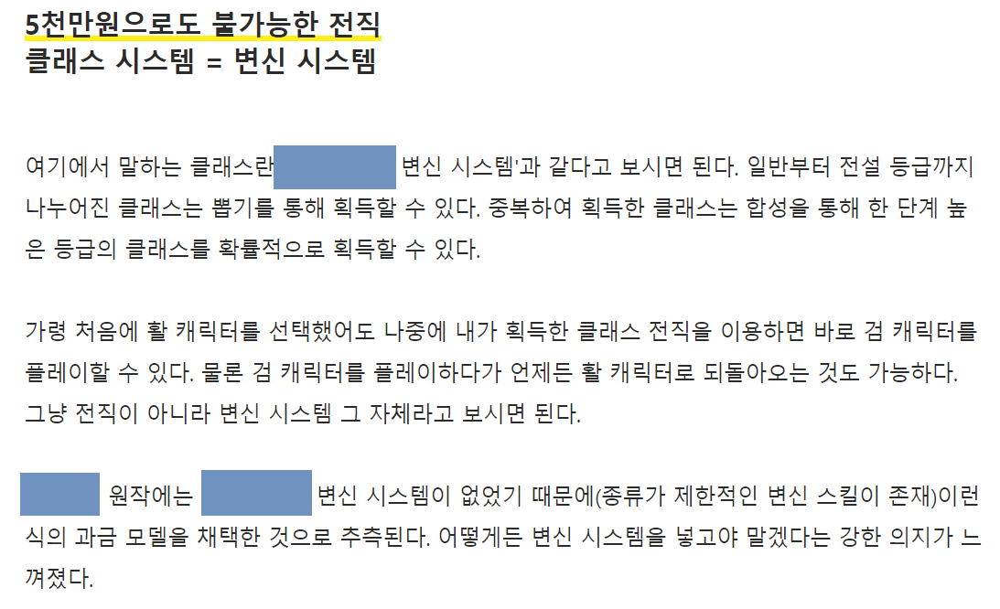 5천만원으로도 불가능한 전직
클래스 시스템 = 변신 시스템
여기에서 말하는 클래스란 변신 시스템'과 같다고 보시면 된다. 일반부터 전설 등급까지
나누어진 클래스는 뽑기를 통해 획득할 수 있다. 중복하여 획득한 클래스는 합성을 통해 한 단계 높
은 등급의 클래스를 확률적으로 획득할 수 있다.
가령 처음에 활 캐릭터를 선택했어도 나중에 내가 획득한 클래스 전직을 이용하면 바로 검 캐릭터를
플레이할 수 있다. 물론 검 캐릭터를 플레이하다가 언제든 활 캐릭터로 되돌아오는 것도 가능하다.
그냥 전직이 아니라 변신 시스템 그 자체라고 보시면 된다.
원작에는 변신 시스템이 없었기 때문에(종류가 제한적인 변신 스킬이 존재)이런
식의 과금 모델을 채택한 것으로 추측된다. 어떻게든 변신 시스템을 넣고야 말겠다는 강한 의지가 느
껴졌다.